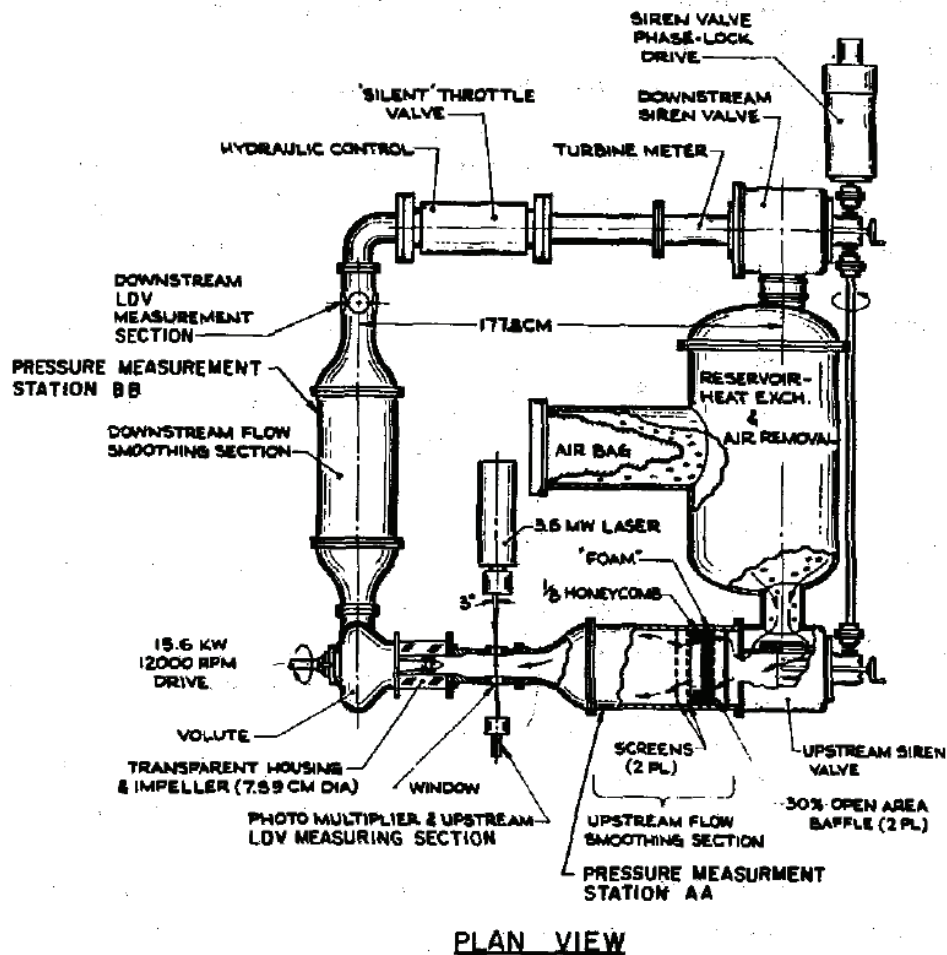 SIREN VALVE
PHASE-LOCK
DRIVE
'SILENT' THROTTLE
VALVE
DOWNSTREAM
SIREN VALVE
HYDRAULIC CONTROL
TURBINE METER
DOWNSTREAM
LDV
MEASUREMENT
SECTION
177.8CM
PRESSURE MEASUREMENT
STATION BB
RESERVOIR-
HEAT EXCH.
&
AIR REMOVAL
DOWNSTREAM FLOW
SMOOTHING SECTION
AIR BAG
3.6 MW LASER
"FOAM"
1/8 HONEYCOMB
3°
15.6 KW
12000 RPM
DRIVE
VOLUTE
TRANSPARENT HOUSING
& IMPELLER (7.59 CM DIA)
WINDOW
SCREENS
(2 PL)
UPSTREAM SIREN
VALVE
PHOTO MULTIPLIER & UPSTREAM
LDV MEASURING SECTION
UPSTREAM FLOW
SMOOTHING SECTION
30% OPEN AREA
BAFFLE (2 PL)
PRESSURE MEASURMENT
STATION AA
PLAN VIEW